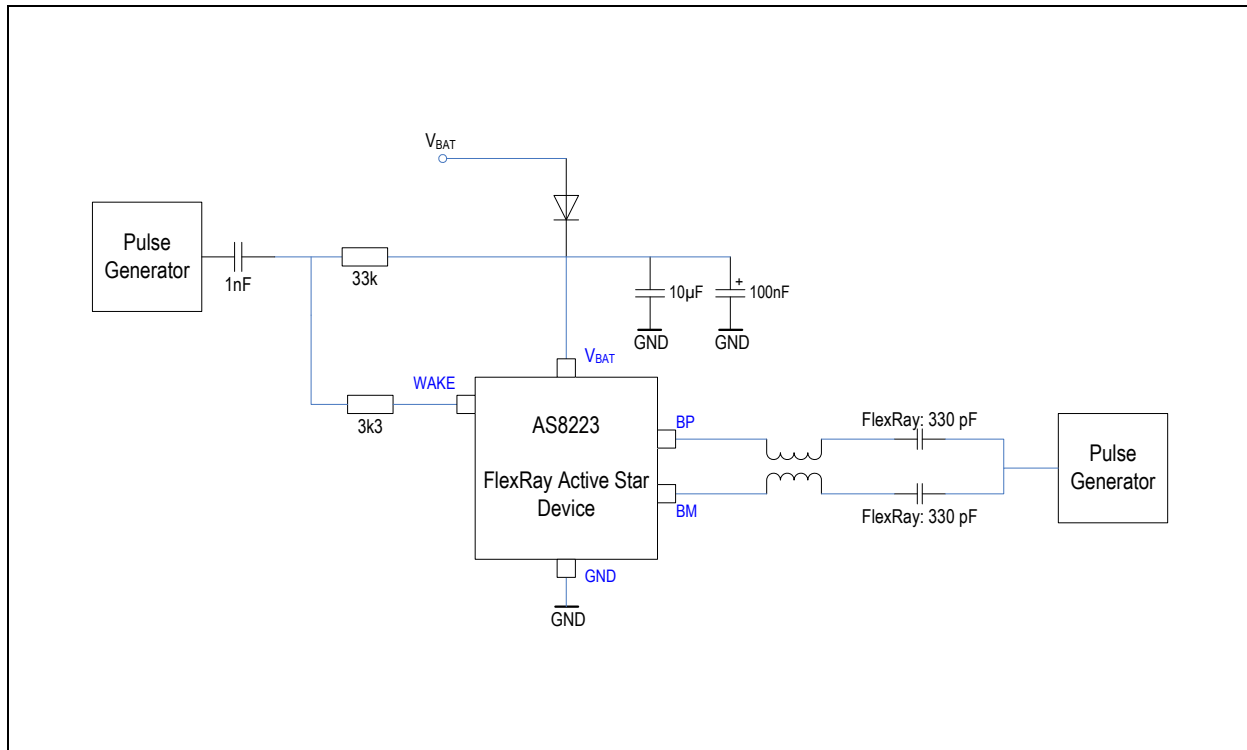 VBAT
Pulse
Generator
1nF
33k
10µF
+
100nF
GND
GND
VBAT
WAKE
3k3
AS8223
FlexRay Active Star
Device
BP
BM
FlexRay: 330 pF
FlexRay: 330 pF
Pulse
Generator
GND
GND